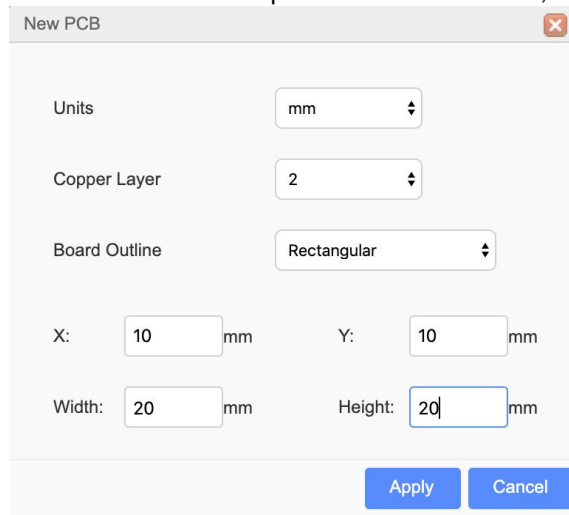 New PCB
Units mm
Copper Layer 2
Board Outline Rectangular
X: 10 mm Y: 10 mm
Width: 20 mm Height: 20 mm
Apply Cancel